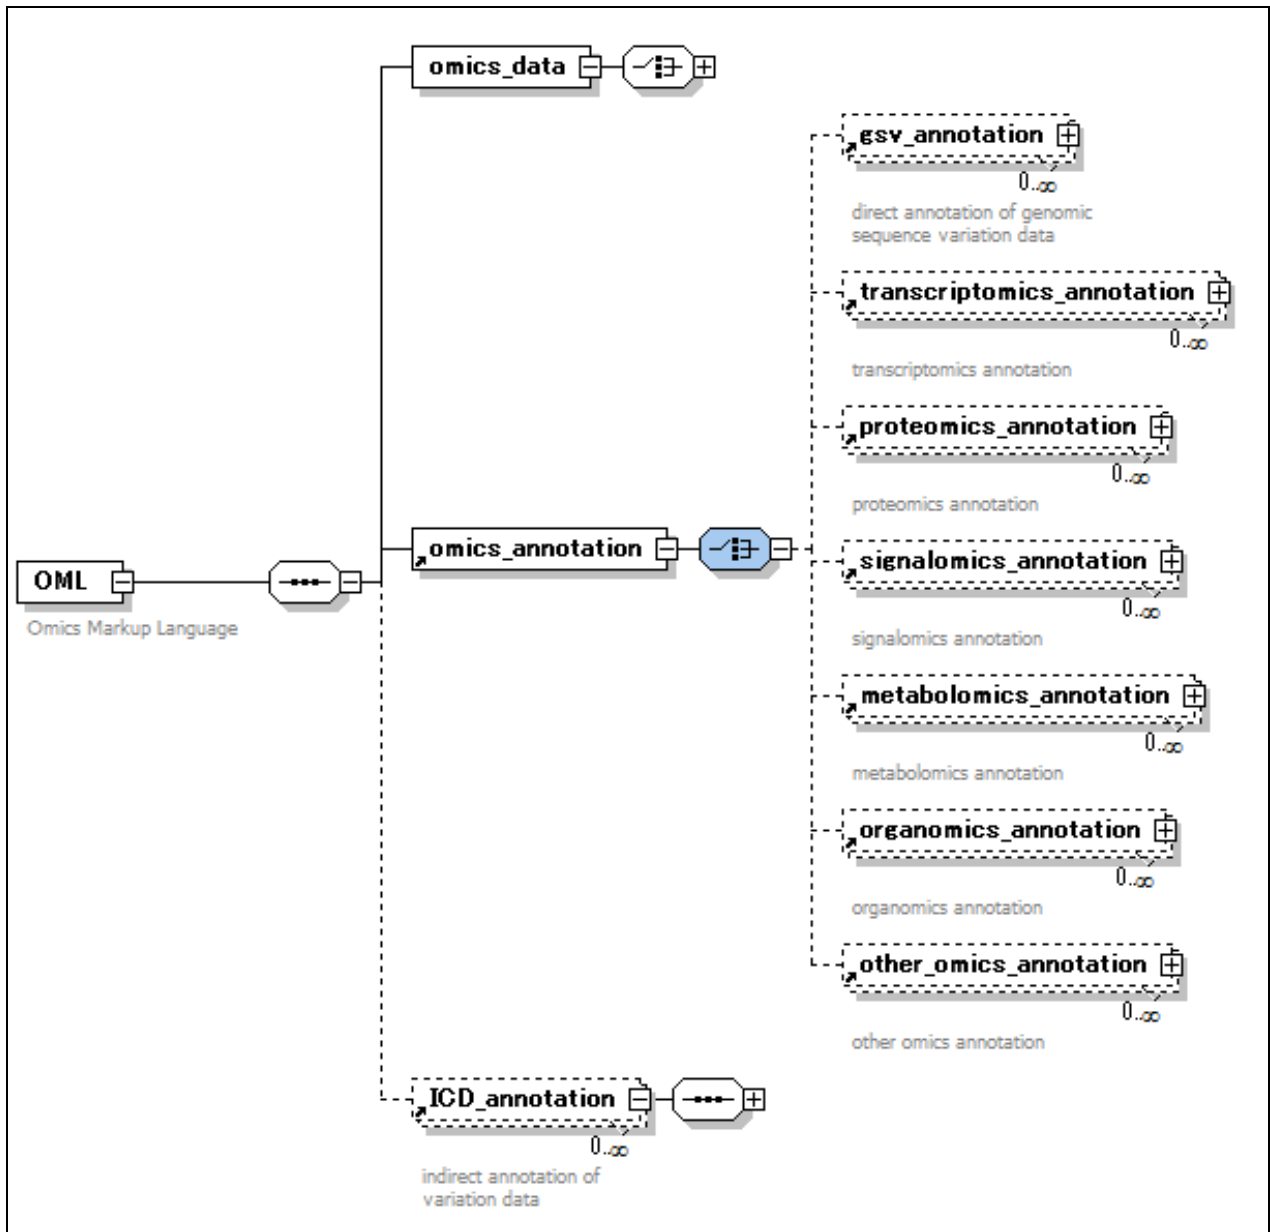 omics_data
gsv_annotation
0..∞
direct annotation of genomic
sequence variation data
transcriptomics_annotation
0..∞
transcriptomics annotation
proteomics_annotation
0..∞
proteomics annotation
omics_annotation
signalomics_annotation
0..∞
signalomics annotation
OML
Omics Markup Language
metabolomics_annotation
0..∞
metabolomics annotation
organomics_annotation
0..∞
organomics annotation
other_omics_annotation
0..∞
other omics annotation
ICD_annotation
0..∞
indirect annotation of
variation data